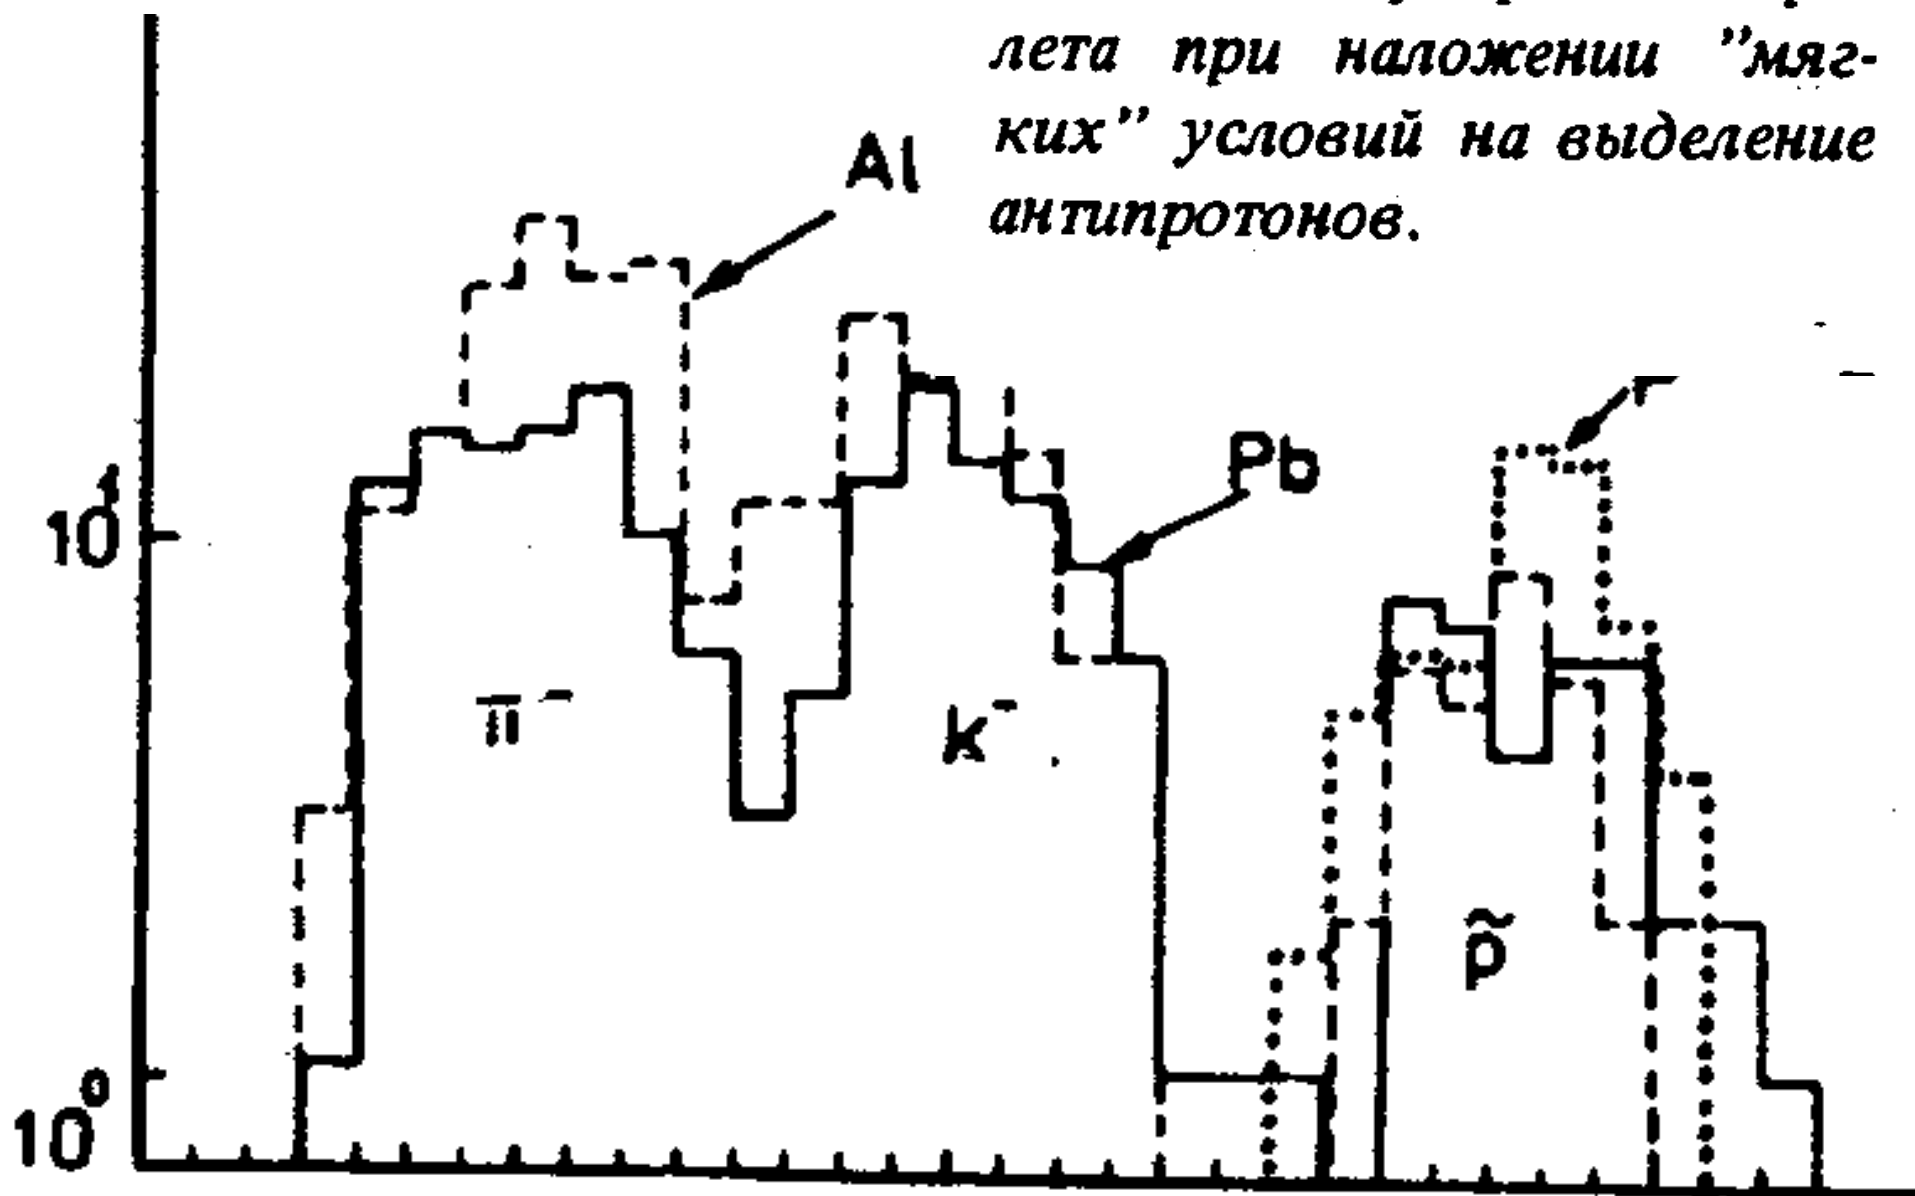 лета при наложении "мяг-
ких" условий на выделение
антипротонов.
Al
Pb
10¹
π⁻
k⁻
p̃
10⁰